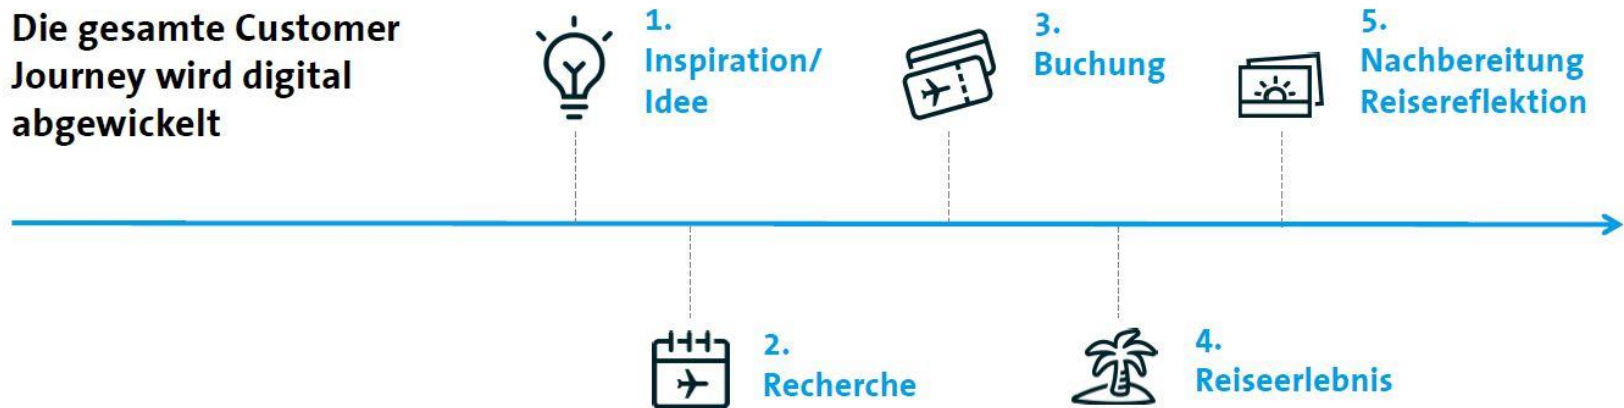 Die gesamte Customer
Journey wird digital
abgewickelt
1.
Inspiration/
Idee
2.
Recherche
3.
Buchung
4.
Reiseerlebnis
5.
Nachbereitung
Reisereflektion